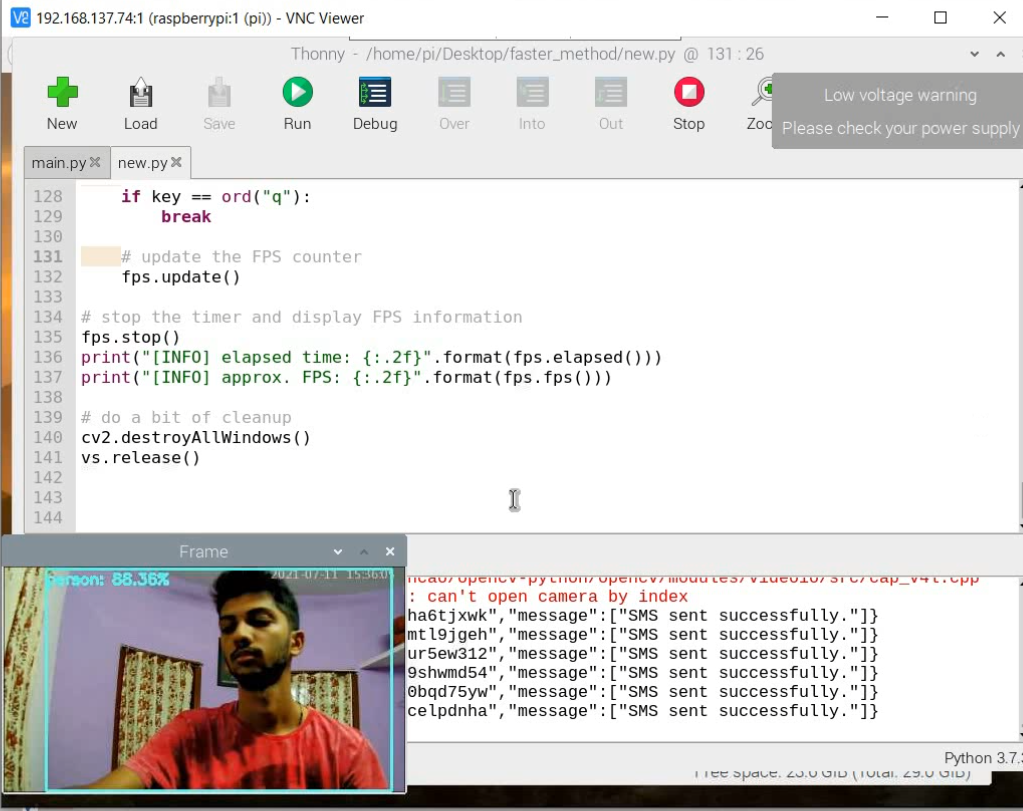 192.168.137.74:1 (raspberrypi:1 (pi)) - VNC Viewer
Thonny - /home/pi/Desktop/faster_method/new.py @ 131 : 26
New Load Save Run Debug Over Into Out Stop
Low voltage warning
Please check your power supply
main.py new.py
128 if key == ord("q"):
129 break
130
131 # update the FPS counter
132 fps.update()
133
134 # stop the timer and display FPS information
135 fps.stop()
136 print("[INFO] elapsed time: {:.2f}".format(fps.elapsed()))
137 print("[INFO] approx. FPS: {:.2f}".format(fps.fps()))
138
139 # do a bit of cleanup
140 cv2.destroyAllWindows()
141 vs.release()
142
143
144
Frame
person: 88.36%
2021-07-11 15:36:05
ncao/opencv-python/opencv/modules/videoio/src/cap_v4l.cpp
: can't open camera by index
ha6tjxwk","message":["SMS sent successfully."]}
mtl9jgeh","message":["SMS sent successfully."]}
ur5ew312","message":["SMS sent successfully."]}
9shwmd54","message":["SMS sent successfully."]}
0bqd75yw","message":["SMS sent successfully."]}
celpdnha","message":["SMS sent successfully."]}
Python 3.7.3
Free space: 23.0 GiB (Total: 29.0 GiB)